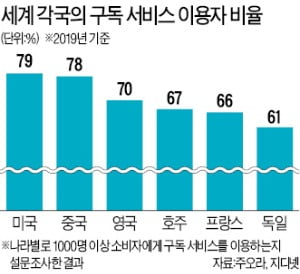 세계 각국의 구독 서비스 이용자 비율
(단위:%) ※2019년 기준
79 78 70 67 66 61
미국 중국 영국 호주 프랑스 독일
※나라별로 1000명 이상 소비자에게 구독 서비스를 이용하는지
설문조사한 결과 자료:주오라, 지디넷